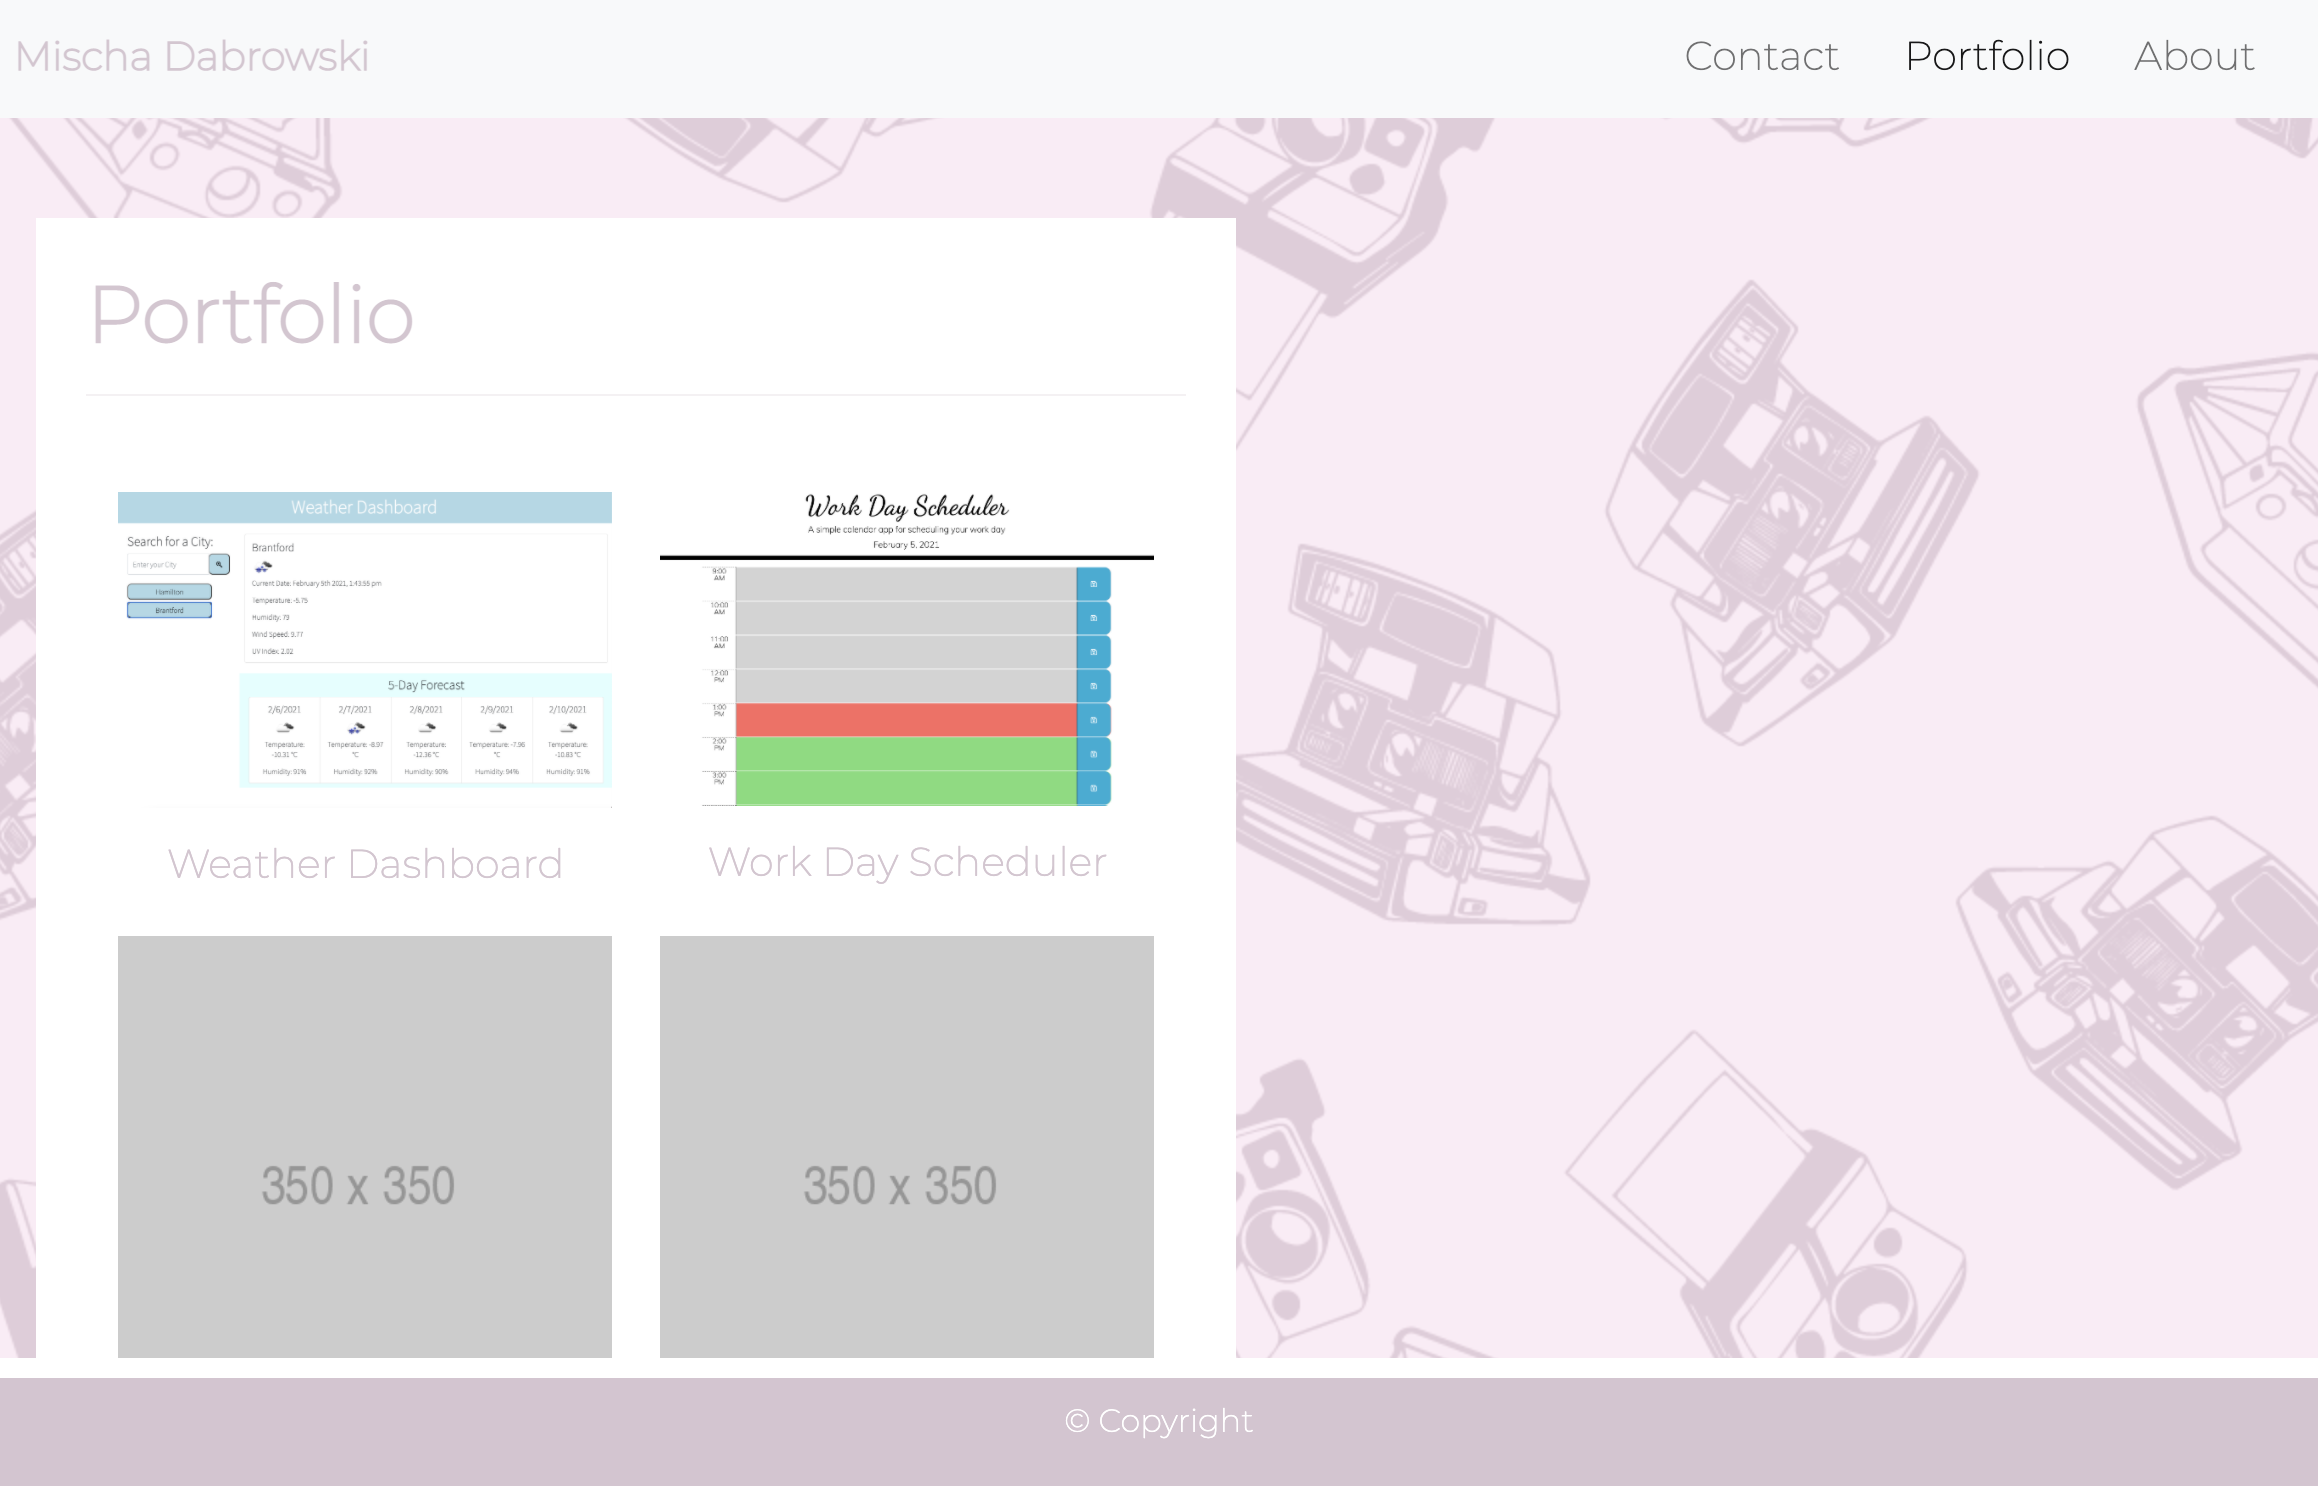 Mischa Dabrowski
Contact Portfolio About
Portfolio
Weather Dashboard
Search for a City:
Enter your City
Hamilton
Brantford
Brantford
Current Date: February 5th 2021, 1:43:55 pm
Temperature: -5.75
Humidity: 73
Wind Speed: 3.77
UV Index: 2.02
5-Day Forecast
2/6/2021 2/7/2021 2/8/2021 2/9/2021 2/10/2021
Temperature: Temperature: -8.97 Temperature: Temperature: -7.96 Temperature:
-10.31 °C °C -12.36 °C °C -10.63 °C
Humidity: 91% Humidity: 92% Humidity: 90% Humidity: 94% Humidity: 91%
Weather Dashboard
Work Day Scheduler
A simple calendar app for scheduling your work day
February 5, 2021
9:00
AM
10:00
AM
11:00
AM
12:00
PM
1:00
PM
2:00
PM
3:00
PM
Work Day Scheduler
350 x 350
350 x 350
© Copyright